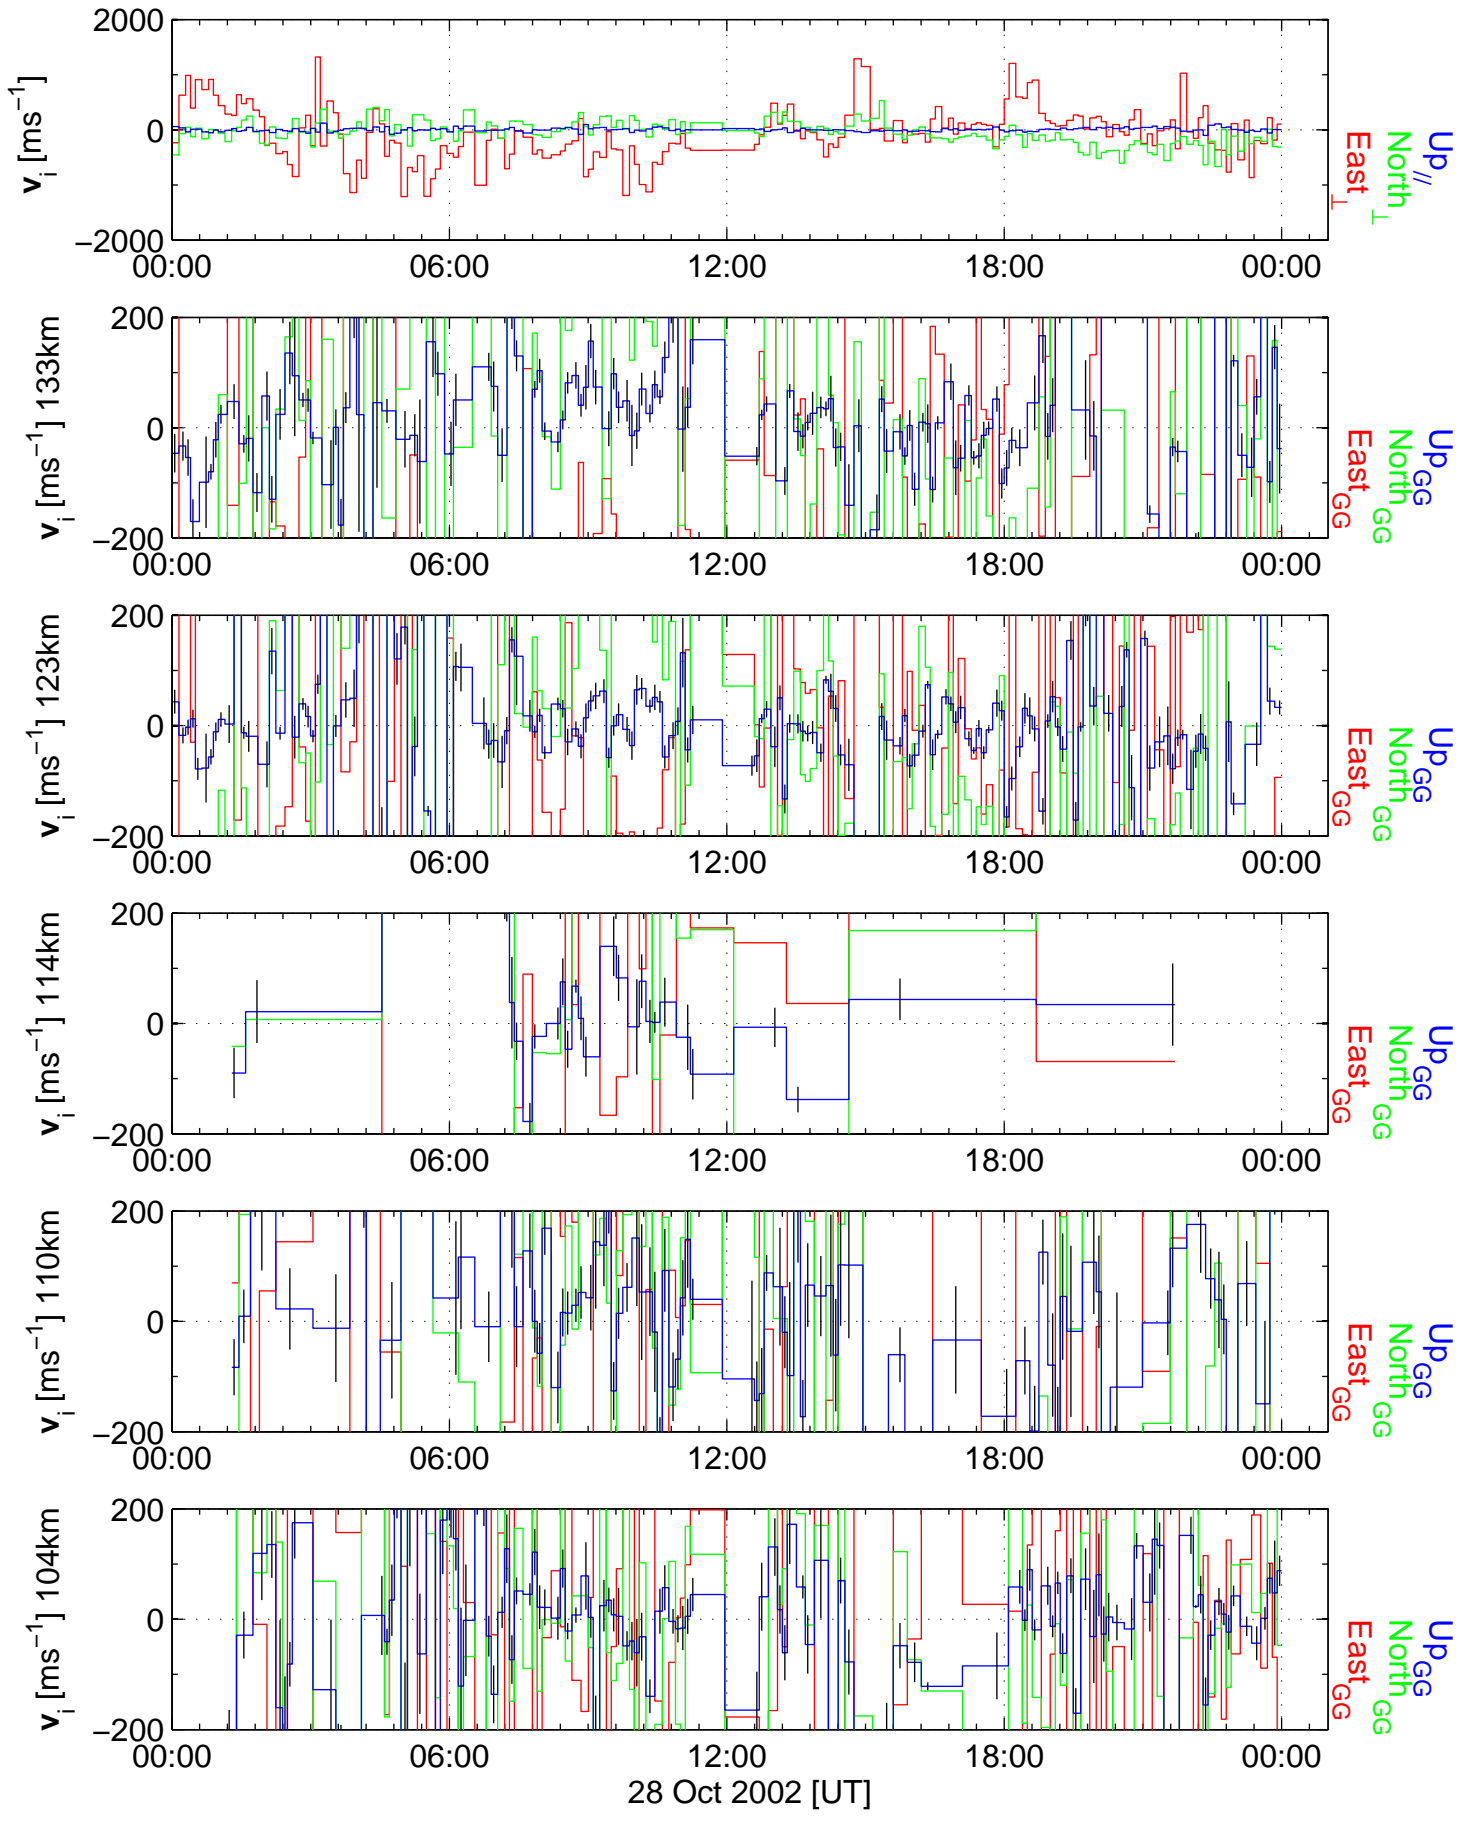 2000
0
−2000
v_i [ms^−1]
00:00 06:00 12:00 18:00 00:00
Up_//
North_⊥
East_⊥
200
0
−200
v_i [ms^−1] 133km
00:00 06:00 12:00 18:00 00:00
Up_GG
North_GG
East_GG
200
0
−200
v_i [ms^−1] 123km
00:00 06:00 12:00 18:00 00:00
Up_GG
North_GG
East_GG
200
0
−200
v_i [ms^−1] 114km
00:00 06:00 12:00 18:00 00:00
Up_GG
North_GG
East_GG
200
0
−200
v_i [ms^−1] 110km
00:00 06:00 12:00 18:00 00:00
Up_GG
North_GG
East_GG
200
0
−200
v_i [ms^−1] 104km
00:00 06:00 12:00 18:00 00:00
Up_GG
North_GG
East_GG
28 Oct 2002 [UT]